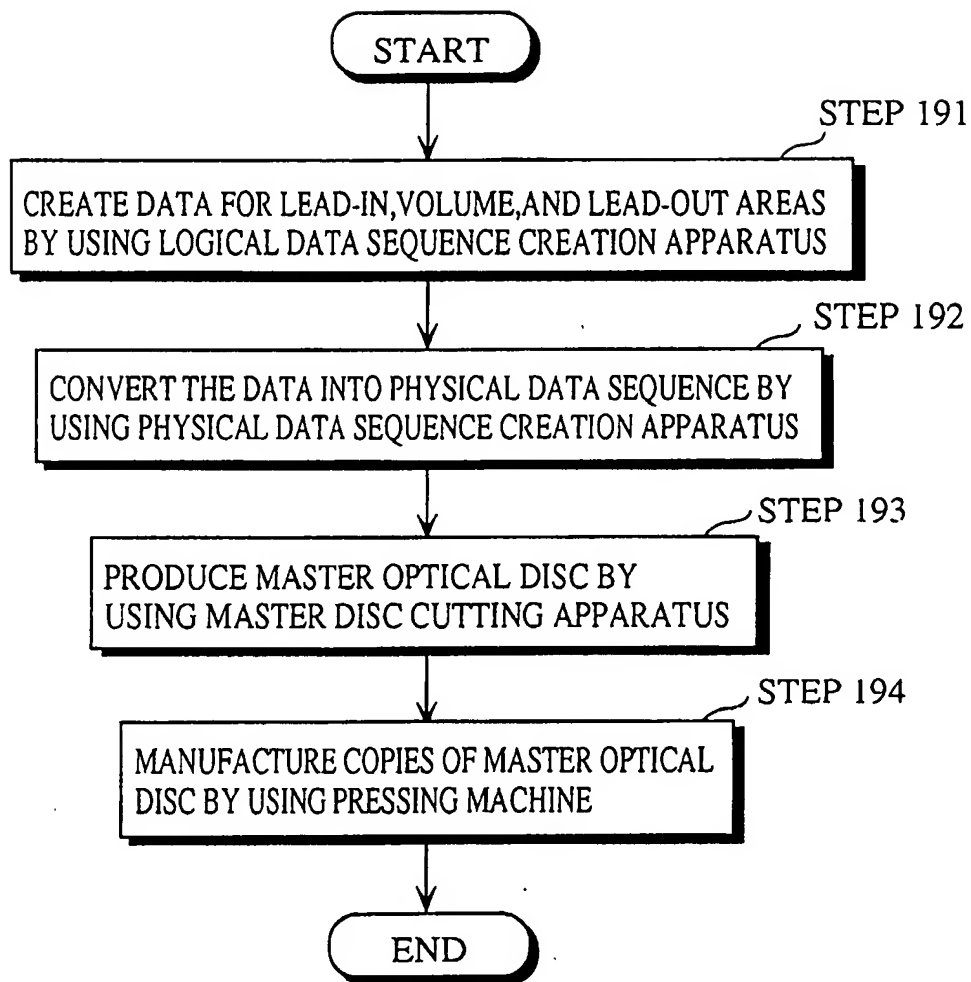 START
STEP 191
CREATE DATA FOR LEAD-IN,VOLUME,AND LEAD-OUT AREAS
BY USING LOGICAL DATA SEQUENCE CREATION APPARATUS
STEP 192
CONVERT THE DATA INTO PHYSICAL DATA SEQUENCE BY
USING PHYSICAL DATA SEQUENCE CREATION APPARATUS
STEP 193
PRODUCE MASTER OPTICAL DISC BY
USING MASTER DISC CUTTING APPARATUS
STEP 194
MANUFACTURE COPIES OF MASTER OPTICAL
DISC BY USING PRESSING MACHINE
END